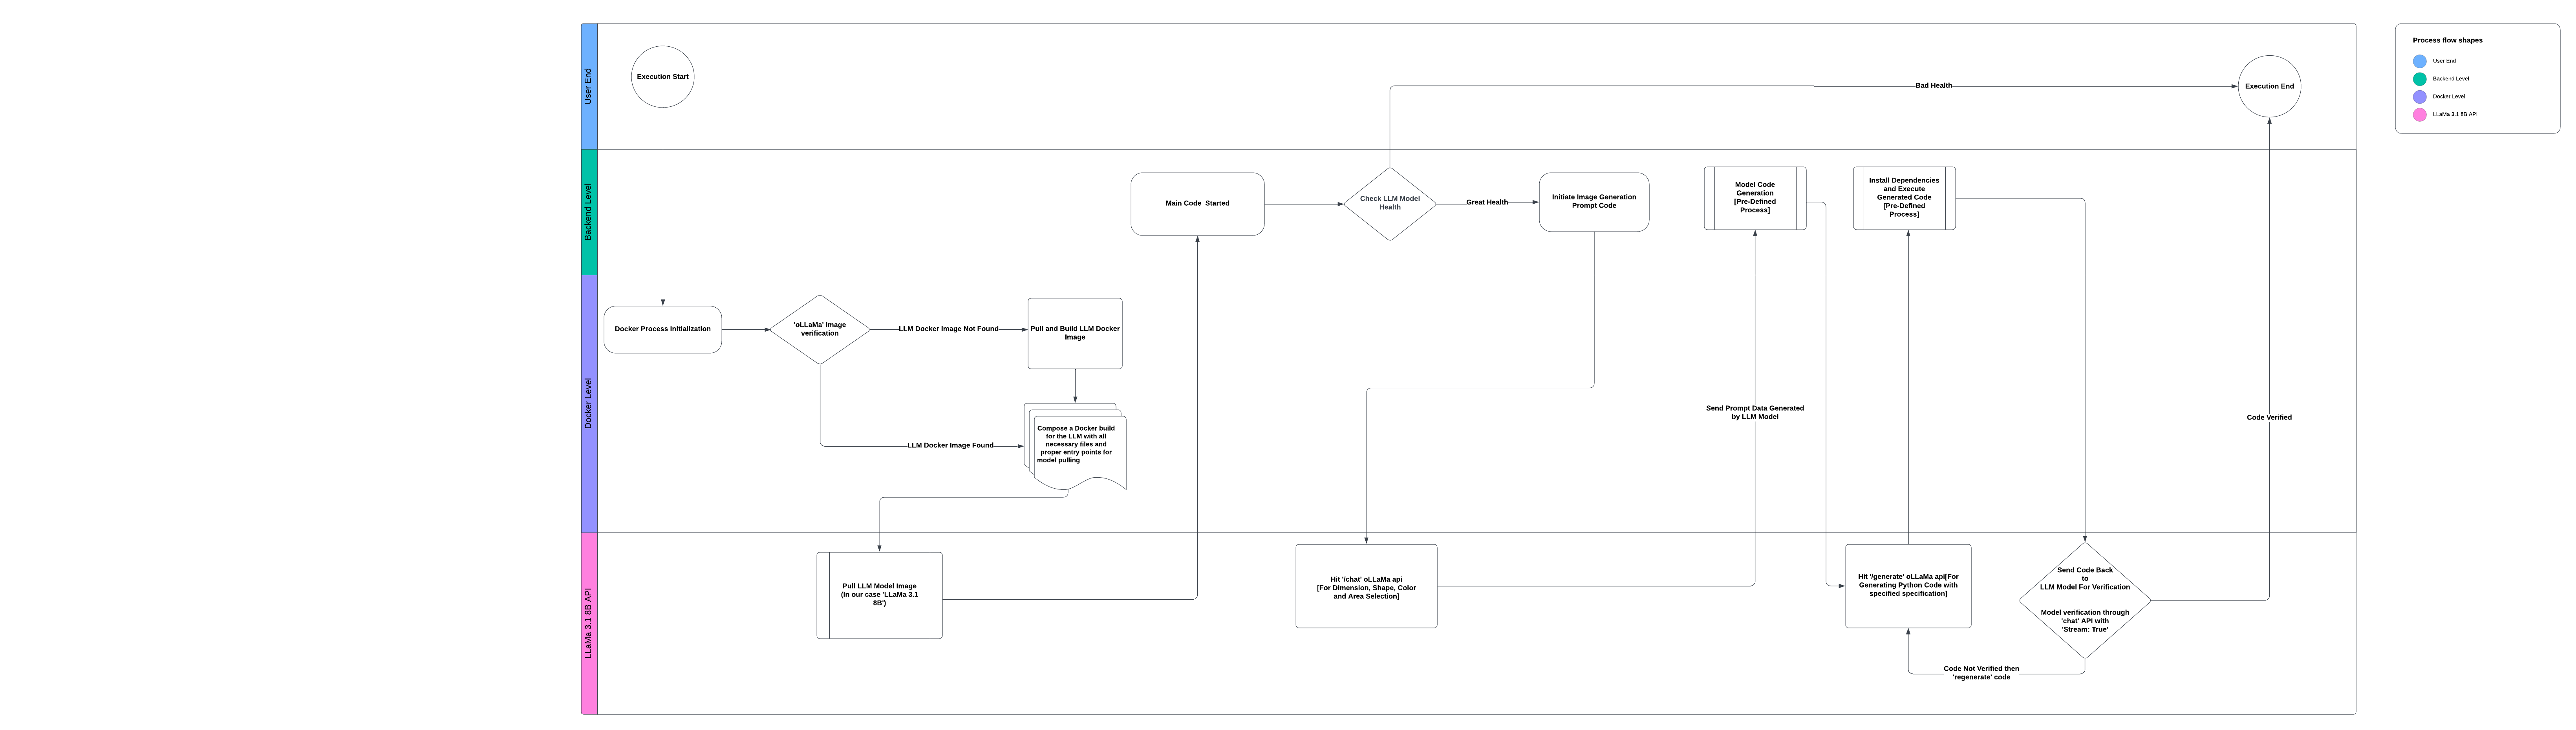 User End
Execution Start
Bad Health
Execution End
Process flow shapes
User End
Backend Level
Docker Level
LLaMa 3.1 8B API
Backend Level
Main Code  Started
Check LLM Model
Health
Great Health
Initiate Image Generation
Prompt Code
Model Code
Generation
[Pre-Defined
Process]
Install Dependencies
and Execute
Generated Code
[Pre-Defined
Process]
Docker Level
Docker Process Initialization
'oLLaMa' Image
verification
LLM Docker Image Not Found
Pull and Build LLM Docker
Image
LLM Docker Image Found
Compose a Docker build
for the LLM with all
necessary files and
proper entry points for
model pulling
Send Prompt Data Generated
by LLM Model
Code Verified
LLaMa 3.1 8B API
Pull LLM Model Image
(In our case 'LLaMa 3.1
8B')
Hit '/chat' oLLaMa api
[For Dimension, Shape, Color
and Area Selection]
Hit '/generate' oLLaMa api[For
Generating Python Code with
specified specification]
Send Code Back
to
LLM Model For Verification
Model verification through
'chat' API with
'Stream: True'
Code Not Verified then
'regenerate' code